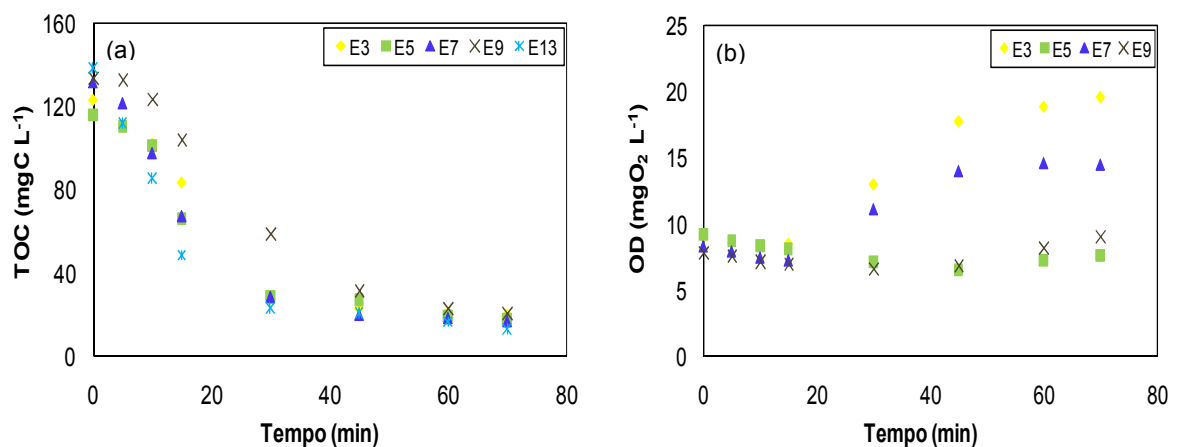 (a)
E3 E5 E7 E9 E13
TOC (mgC L⁻¹)
160
120
80
40
0
0 20 40 60 80
Tempo (min)
(b)
E3 E5 E7 E9
OD (mgO₂ L⁻¹)
25
20
15
10
5
0
0 20 40 60 80
Tempo (min)